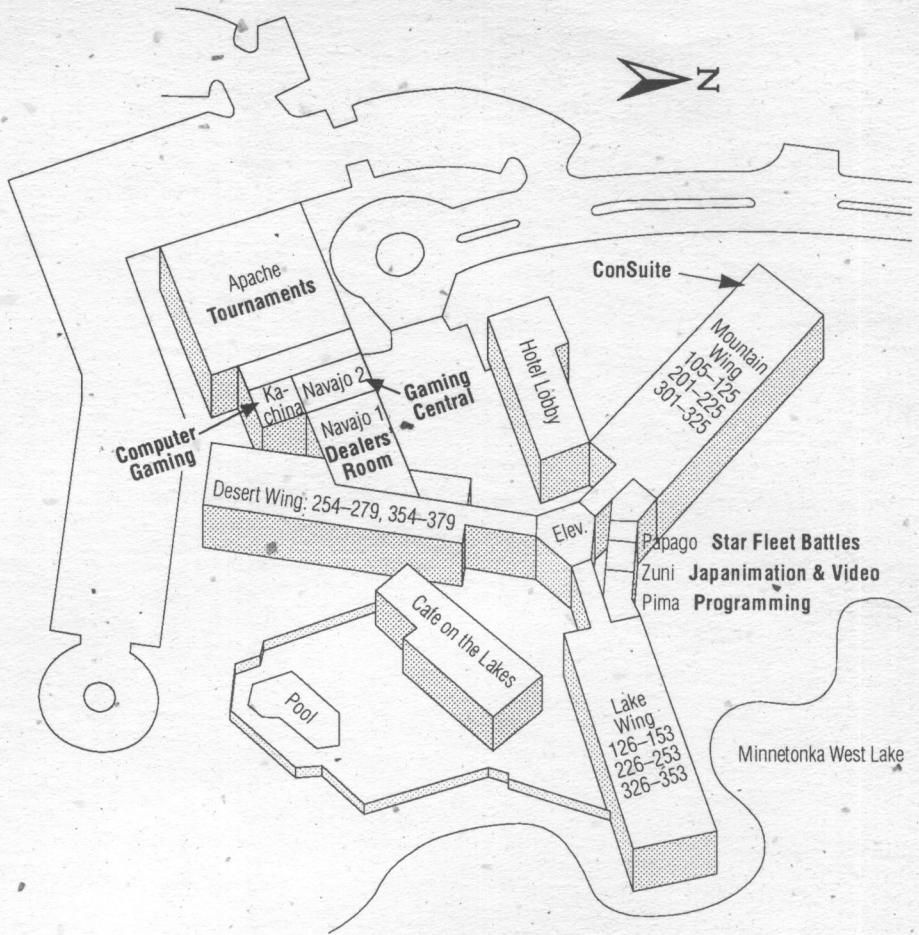 N
Apache
Tournaments
ConSuite
Mountain
Wing
105–125
201–225
301–325
Hotel Lobby
Ka-
china
Navajo 2
Gaming
Central
Navajo 1
Dealers'
Room
Computer
Gaming
Desert Wing: 254–279, 354–379
Elev.
Papago Star Fleet Battles
Zuni Japanimation & Video
Pima Programming
Cafe on the Lakes
Pool
Lake
Wing
126–153
226–253
326–353
Minnetonka West Lake